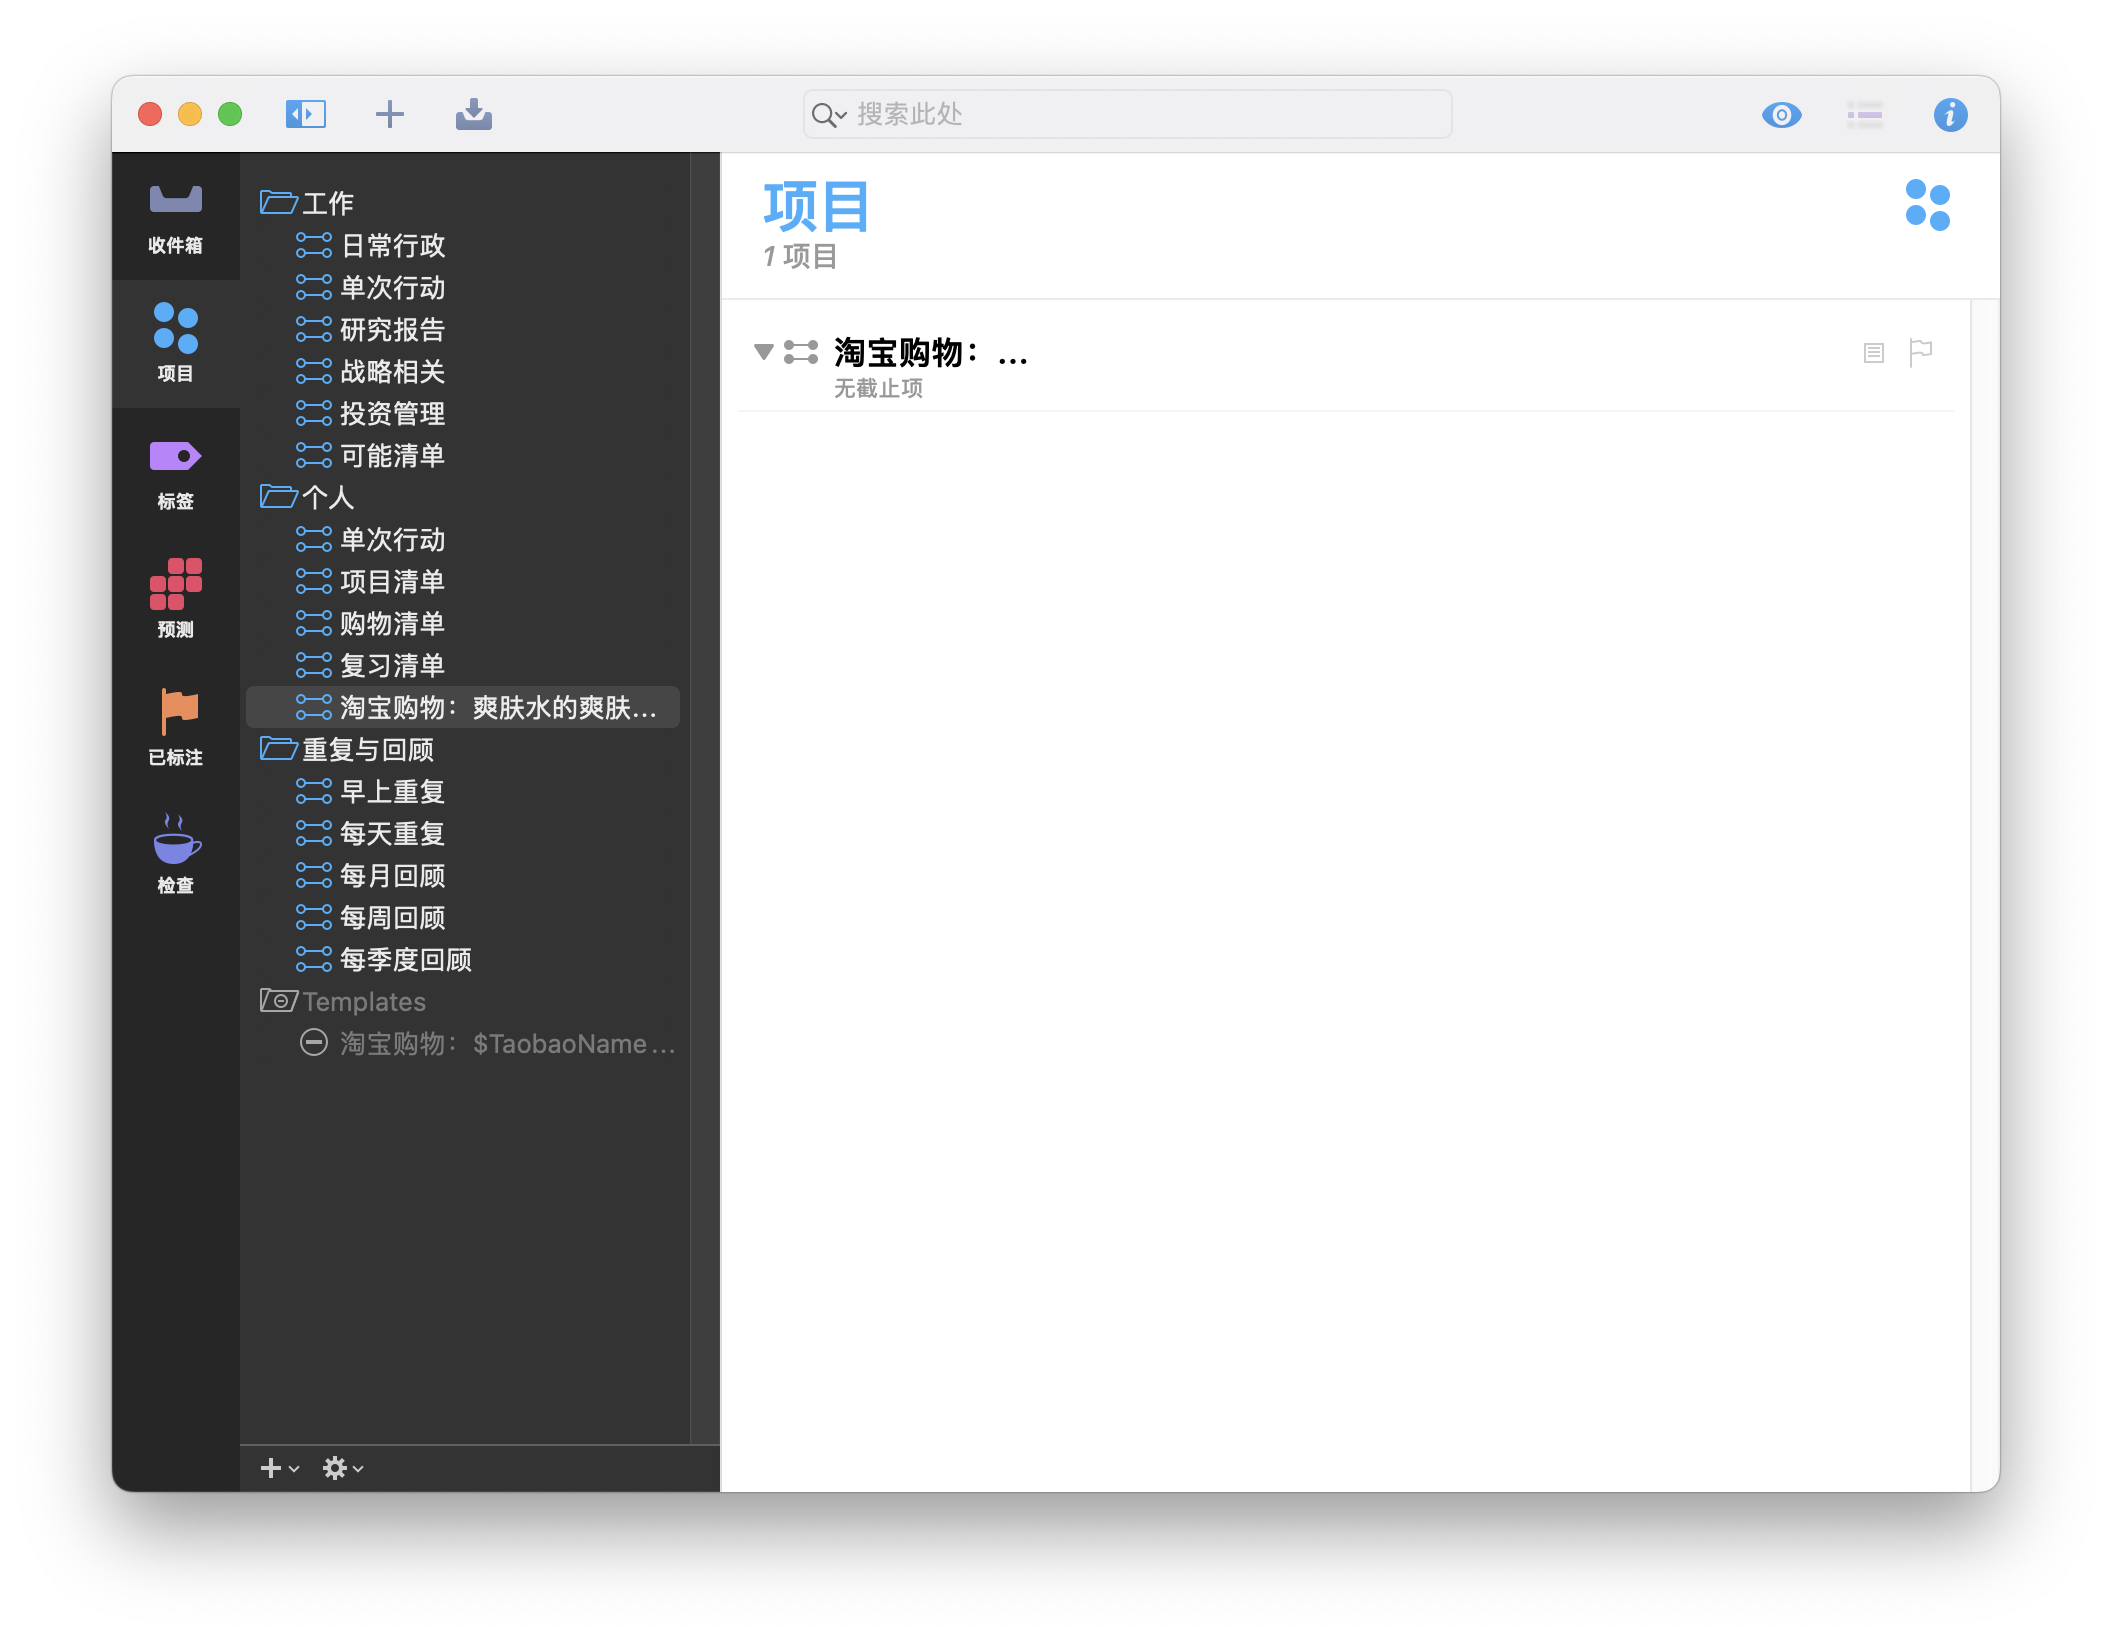 搜索此处
收件箱
项目
标签
预测
已标注
检查
工作
日常行政
单次行动
研究报告
战略相关
投资管理
可能清单
个人
单次行动
项目清单
购物清单
复习清单
淘宝购物：爽肤水的爽肤...
重复与回顾
早上重复
每天重复
每月回顾
每周回顾
每季度回顾
Templates
淘宝购物：$TaobaoName...
项目
1 项目
淘宝购物：...
无截止项